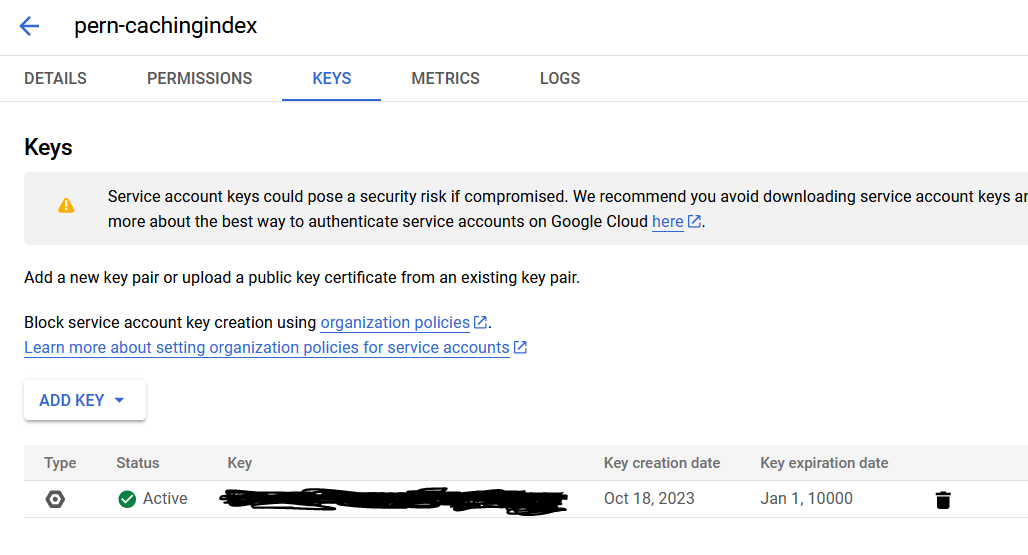 pern-cachingindex
DETAILS PERMISSIONS KEYS METRICS LOGS
Keys
Service account keys could pose a security risk if compromised. We recommend you avoid downloading service account keys
more about the best way to authenticate service accounts on Google Cloud here.
Add a new key pair or upload a public key certificate from an existing key pair.
Block service account key creation using organization policies.
Learn more about setting organization policies for service accounts
ADD KEY
Type Status Key Key creation date Key expiration date
Active Oct 18, 2023 Jan 1, 10000